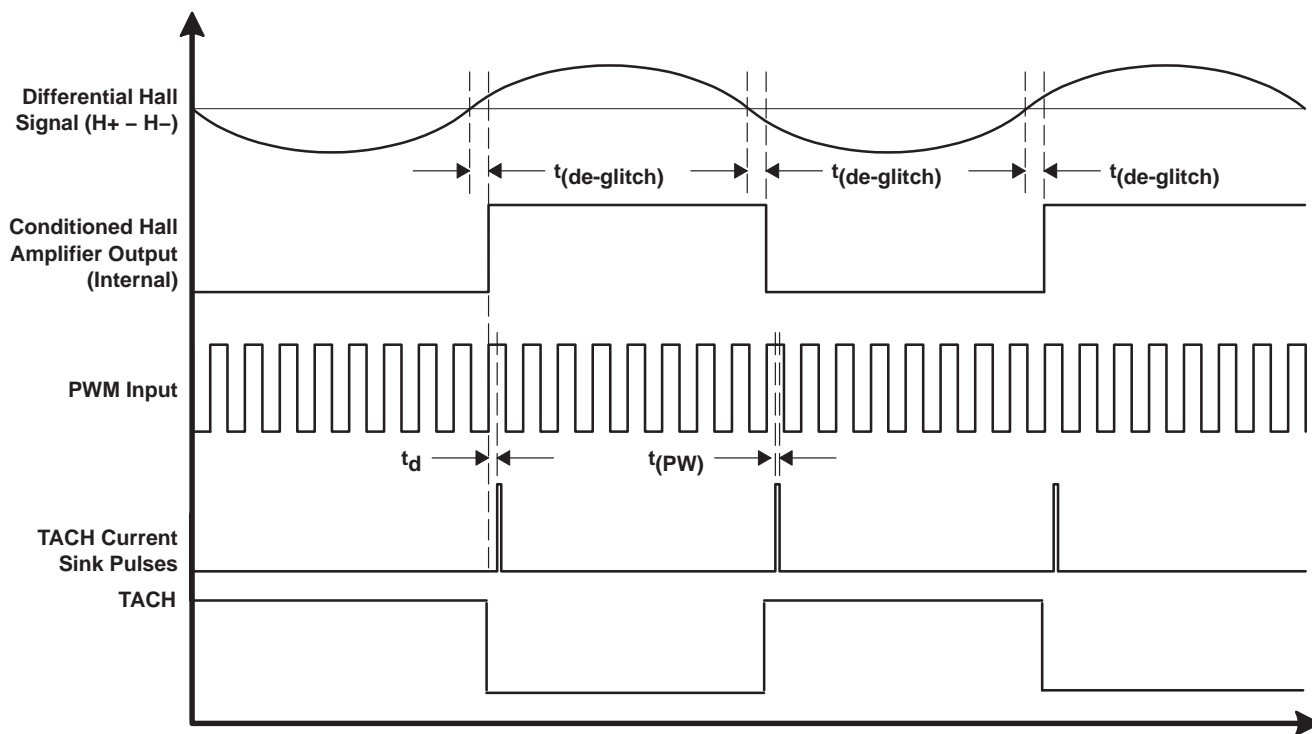 Differential Hall
Signal (H+ – H–)
t(de-glitch)
t(de-glitch)
t(de-glitch)
Conditioned Hall
Amplifier Output
(Internal)
PWM Input
td
t(PW)
TACH Current
Sink Pulses
TACH